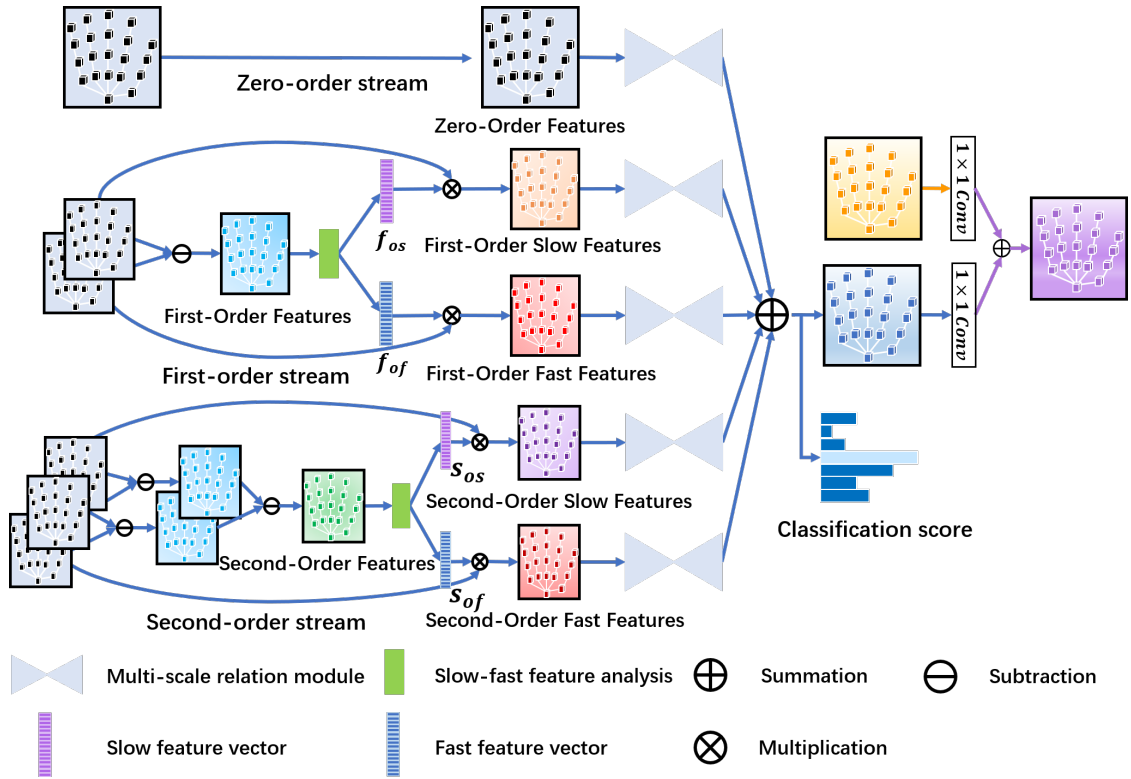 Zero-order stream
Zero-Order Features
f_os
First-Order Slow Features
First-Order Features
f_of
First-order stream
First-Order Fast Features
1 × 1 Conv
1 × 1 Conv
s_os
Second-Order Slow Features
Second-Order Features
s_of
Second-order stream
Second-Order Fast Features
Classification score
Multi-scale relation module
Slow-fast feature analysis
Summation
Subtraction
Slow feature vector
Fast feature vector
Multiplication